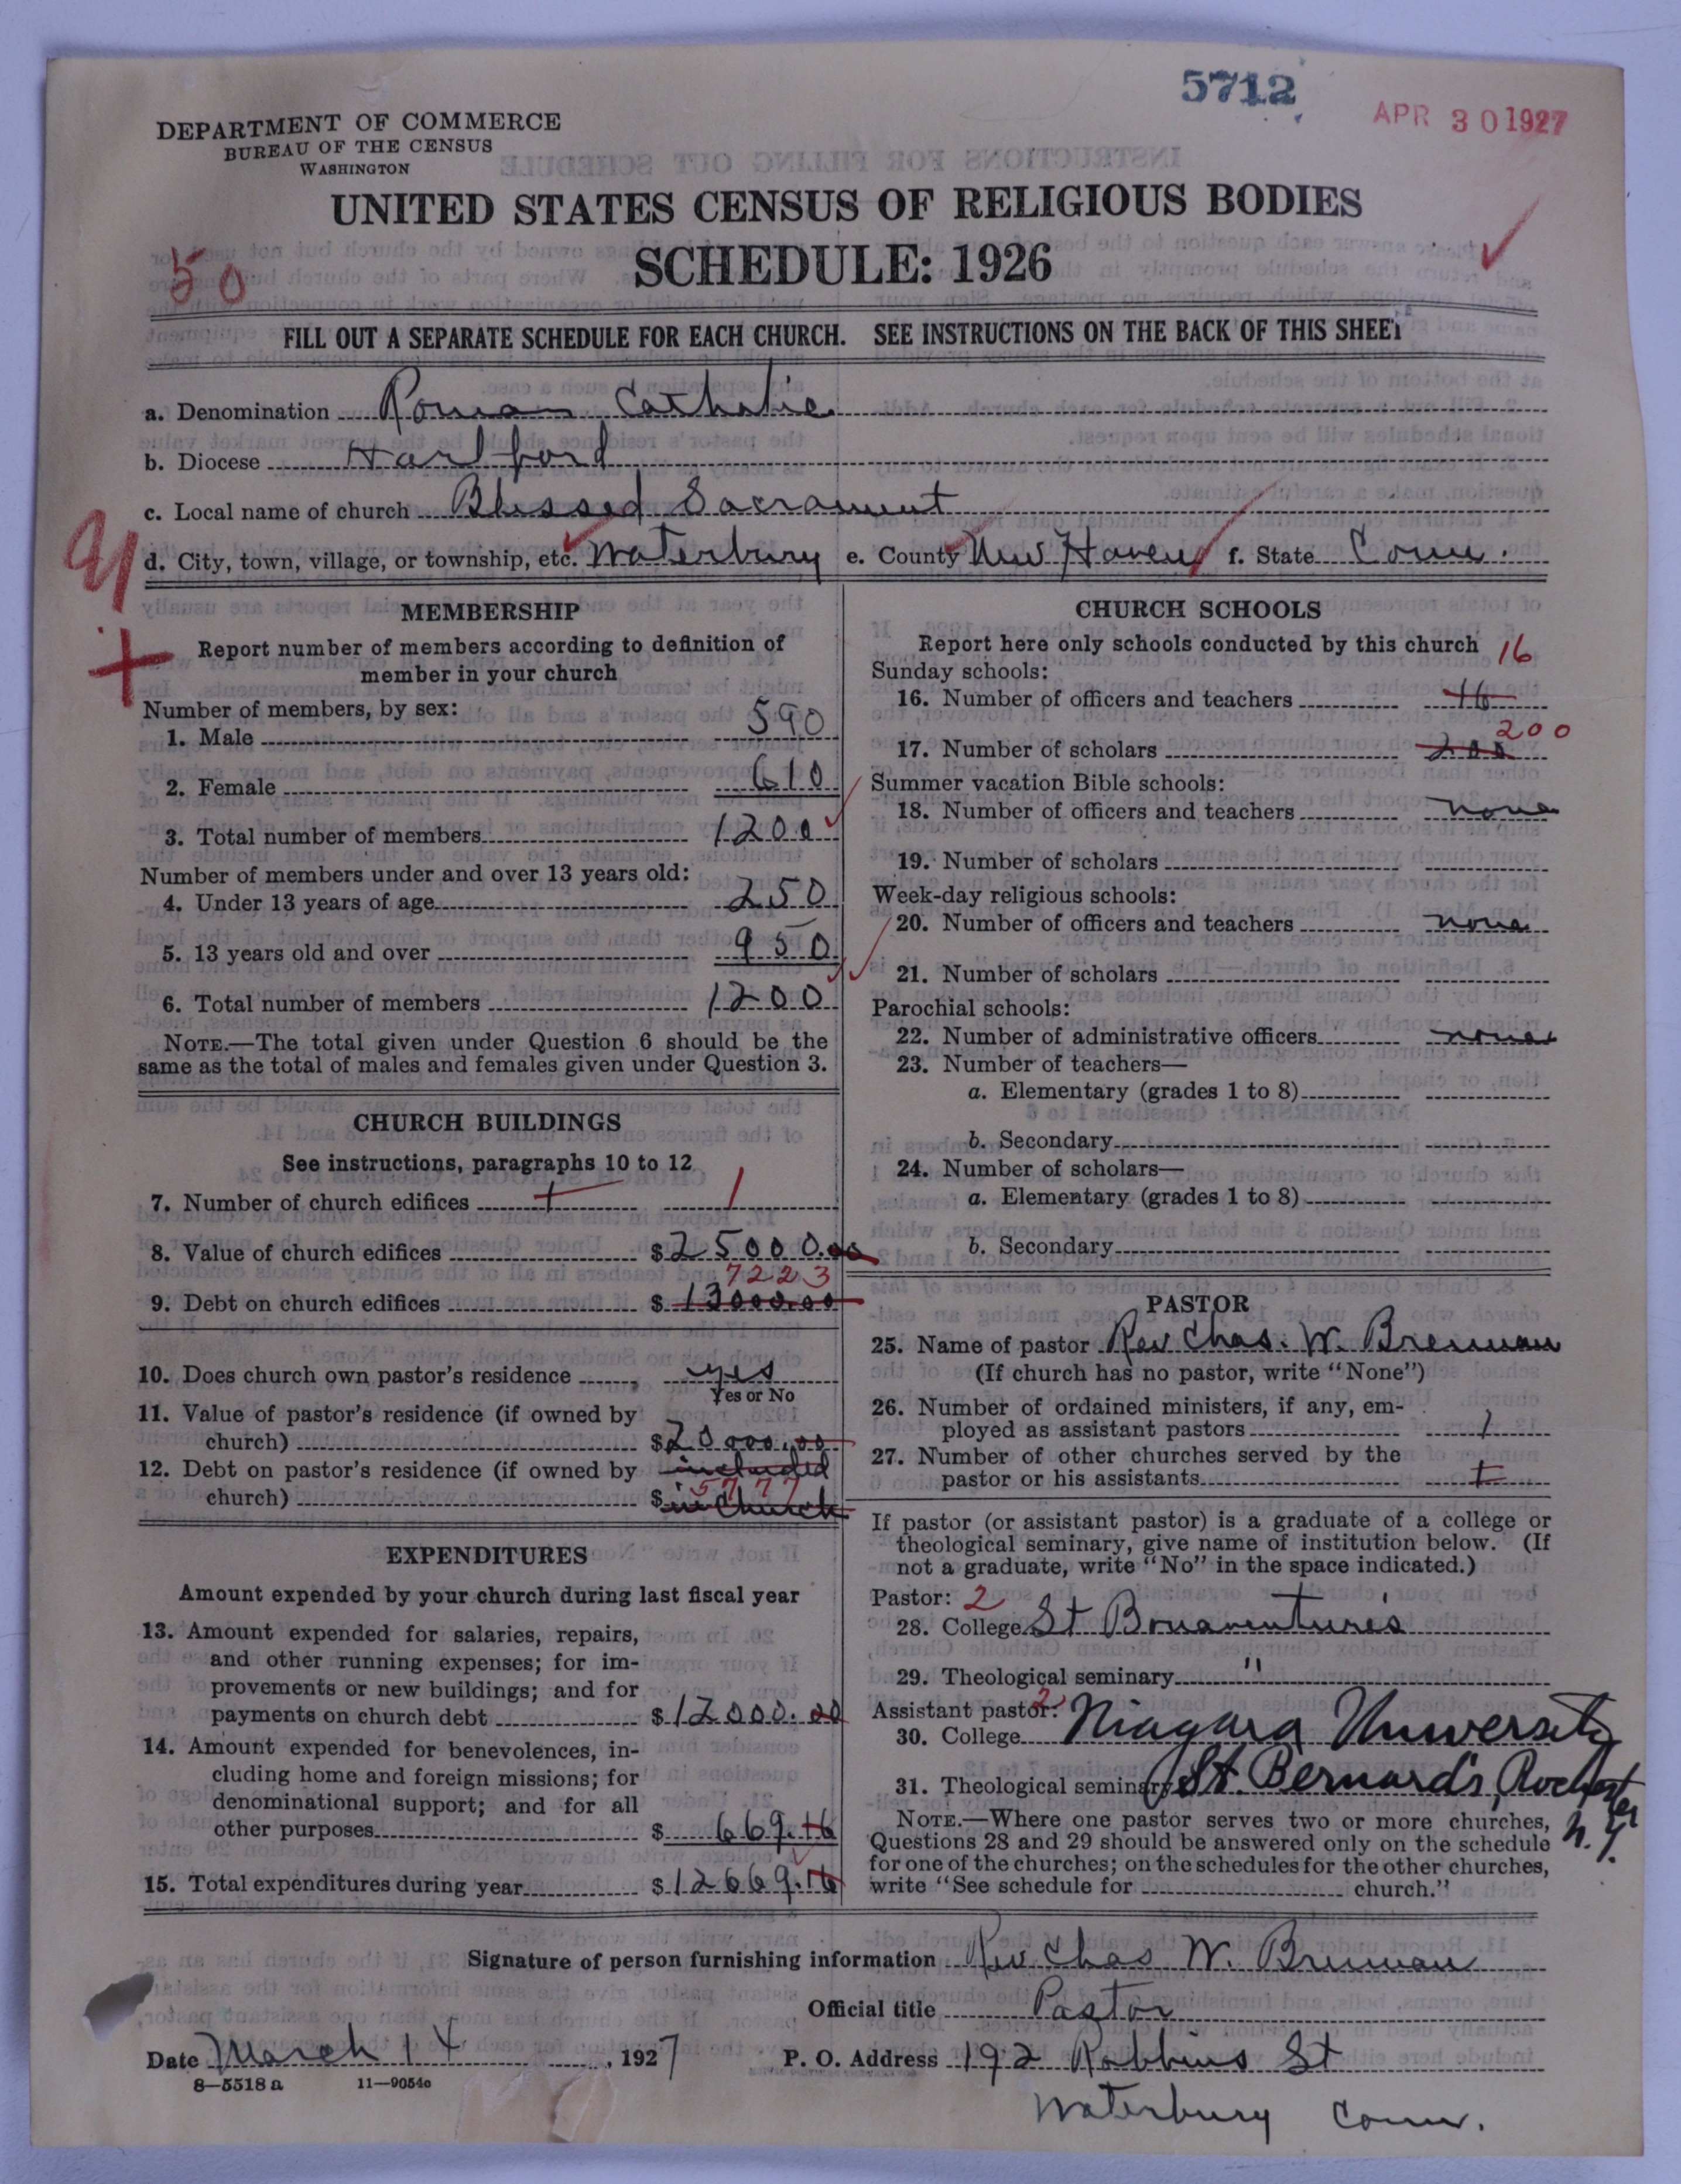 5712
APR 30 1927
DEPARTMENT OF COMMERCE
BUREAU OF THE CENSUS
WASHINGTON
UNITED STATES CENSUS OF RELIGIOUS BODIES
SCHEDULE: 1926
50
FILL OUT A SEPARATE SCHEDULE FOR EACH CHURCH. SEE INSTRUCTIONS ON THE BACK OF THIS SHEET
a. Denomination Roman Catholic
b. Diocese Hartford
c. Local name of church Blessed Sacrament
d. City, town, village, or township, etc. Waterbury e. County New Haven f. State Conn.
MEMBERSHIP
Report number of members according to definition of
member in your church
Number of members, by sex:
1. Male 590
2. Female 610
3. Total number of members 1200
Number of members under and over 13 years old:
4. Under 13 years of age 250
5. 13 years old and over 950
6. Total number of members 1200
NOTE.—The total given under Question 6 should be the
same as the total of males and females given under Question 3.
CHURCH BUILDINGS
See instructions, paragraphs 10 to 12
7. Number of church edifices 1 1
8. Value of church edifices $25000.00
7223
9. Debt on church edifices $13000.00
10. Does church own pastor's residence yes
Yes or No
11. Value of pastor's residence (if owned by
church) $20000.00
12. Debt on pastor's residence (if owned by included
5777
church) $in Church
EXPENDITURES
Amount expended by your church during last fiscal year
13. Amount expended for salaries, repairs,
and other running expenses; for im-
provements or new buildings; and for
payments on church debt $12000.00
14. Amount expended for benevolences, in-
cluding home and foreign missions; for
denominational support; and for all
other purposes $669.16
15. Total expenditures during year $12669.16
CHURCH SCHOOLS
Report here only schools conducted by this church 16
Sunday schools:
16. Number of officers and teachers 16
200
17. Number of scholars 200
Summer vacation Bible schools:
18. Number of officers and teachers none
19. Number of scholars
Week-day religious schools:
20. Number of officers and teachers none
21. Number of scholars
Parochial schools:
22. Number of administrative officers none
23. Number of teachers—
a. Elementary (grades 1 to 8)
b. Secondary
24. Number of scholars—
a. Elementary (grades 1 to 8)
b. Secondary
PASTOR
25. Name of pastor Rev Chas. W. Brennan
(If church has no pastor, write "None")
26. Number of ordained ministers, if any, em-
ployed as assistant pastors 1
27. Number of other churches served by the
pastor or his assistants
If pastor (or assistant pastor) is a graduate of a college or
theological seminary, give name of institution below. (If
not a graduate, write "No" in the space indicated.)
Pastor: 2
28. College St Bonaventure's
29. Theological seminary "
Assistant pastor: 2
30. College Niagara University
31. Theological seminary St. Bernard's, Rochester
N.Y.
NOTE.—Where one pastor serves two or more churches,
Questions 28 and 29 should be answered only on the schedule
for one of the churches; on the schedules for the other churches,
write "See schedule for church."
Signature of person furnishing information Rev Chas W. Brennan
Official title Pastor
Date March 14, 1927 P. O. Address 192 Robbins St
8—5518 a 11—9054c
Waterbury Conn.